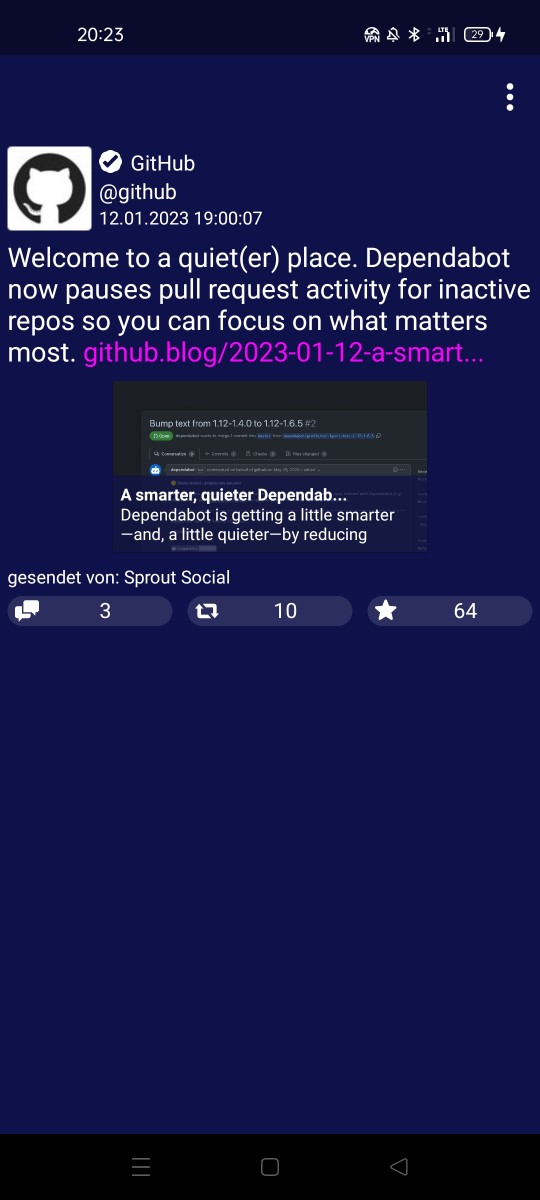 20:23
VPN
LTE
29
GitHub
@github
12.01.2023 19:00:07
Welcome to a quiet(er) place. Dependabot
now pauses pull request activity for inactive
repos so you can focus on what matters
most. github.blog/2023-01-12-a-smart...
Bump text from 1.12-1.4.0 to 1.12-1.6.5 #2
Open
Conversation
Commits
Checks
Files changed
dependabot
A smarter, quieter Dependab...
Dependabot is getting a little smarter
—and, a little quieter—by reducing
gesendet von: Sprout Social
3
10
64